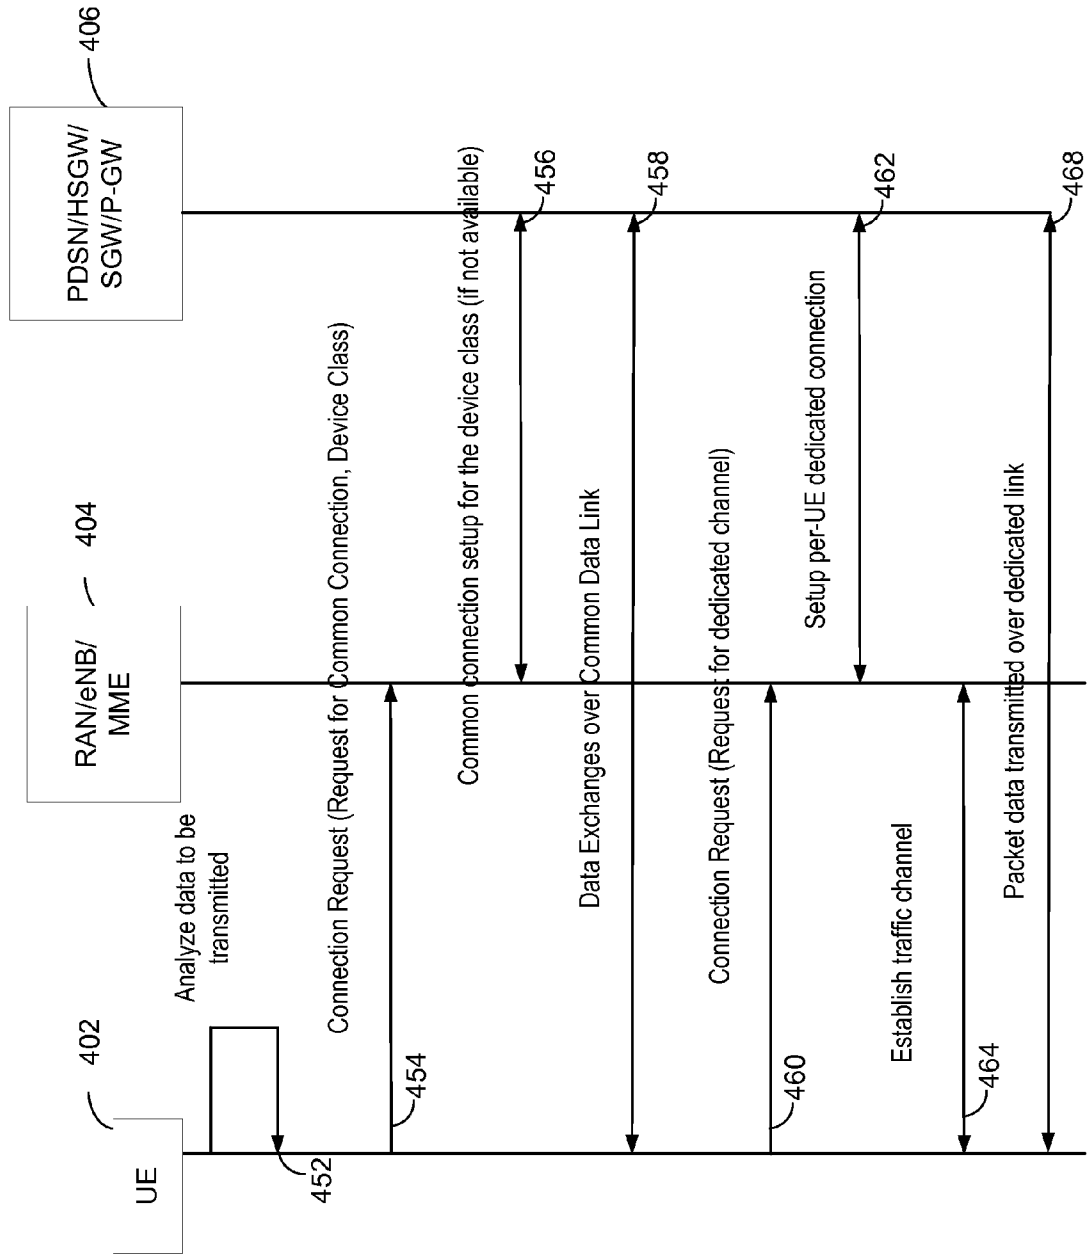 UE
402
RAN/eNB/
MME
404
PDSN/HSGW/
SGW/P-GW
406
Analyze data to be
transmitted
452
Connection Request (Request for Common Connection, Device Class)
454
Common connection setup for the device class (if not available)
456
Data Exchanges over Common Data Link
458
Connection Request (Request for dedicated channel)
460
Setup per-UE dedicated connection
462
Establish traffic channel
464
Packet data transmitted over dedicated link
468